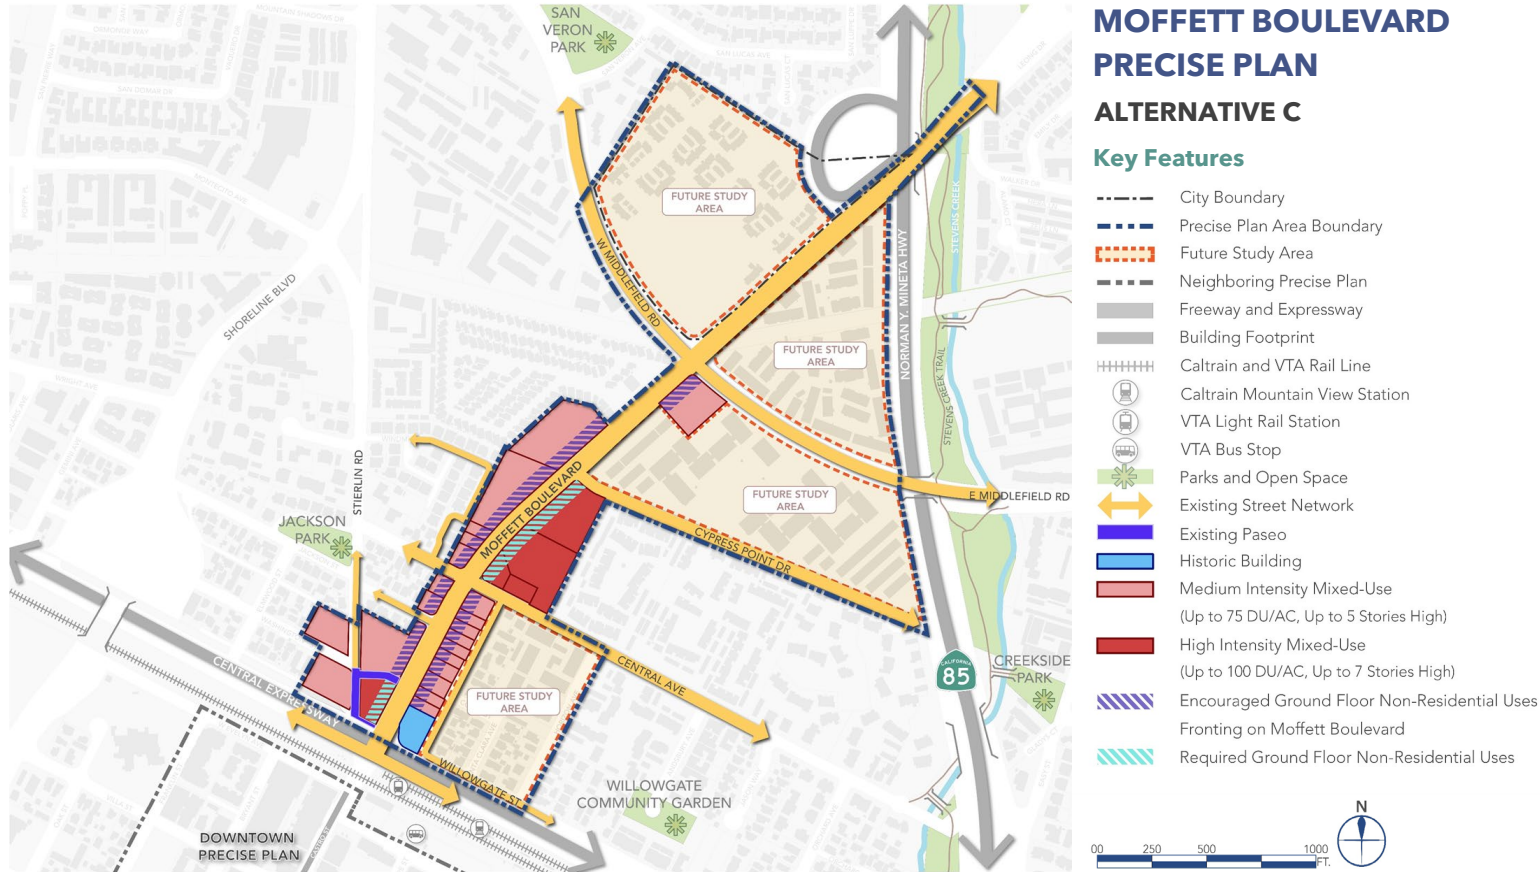 MOFFETT BOULEVARD
PRECISE PLAN
ALTERNATIVE C
Key Features
City Boundary
Precise Plan Area Boundary
Future Study Area
Neighboring Precise Plan
Freeway and Expressway
Building Footprint
Caltrain and VTA Rail Line
Caltrain Mountain View Station
VTA Light Rail Station
VTA Bus Stop
Parks and Open Space
Existing Street Network
Existing Paseo
Historic Building
Medium Intensity Mixed-Use
(Up to 75 DU/AC, Up to 5 Stories High)
High Intensity Mixed-Use
(Up to 100 DU/AC, Up to 7 Stories High)
Encouraged Ground Floor Non-Residential Uses
Fronting on Moffett Boulevard
Required Ground Floor Non-Residential Uses
N
00 250 500 1000
FT.
SAN
VERON
PARK
SAN LUCAS AVE
SAN DOMAR DR
FUTURE STUDY
AREA
W MIDDLEFIELD RD
NORMAN Y. MINETA HWY
STEVENS CREEK
STEVENS CREEK TRAIL
SHORELINE BLVD
FUTURE STUDY
AREA
MOFFETT BOULEVARD
STIERLIN RD
FUTURE STUDY
AREA
E MIDDLEFIELD RD
CYPRESS POINT DR
JACKSON
PARK
CENTRAL EXPRESSWAY
CENTRAL AVE
CALIFORNIA
85
CREEKSIDE
PARK
FUTURE STUDY
AREA
WILLOWGATE ST
WILLOWGATE
COMMUNITY GARDEN
DOWNTOWN
PRECISE PLAN